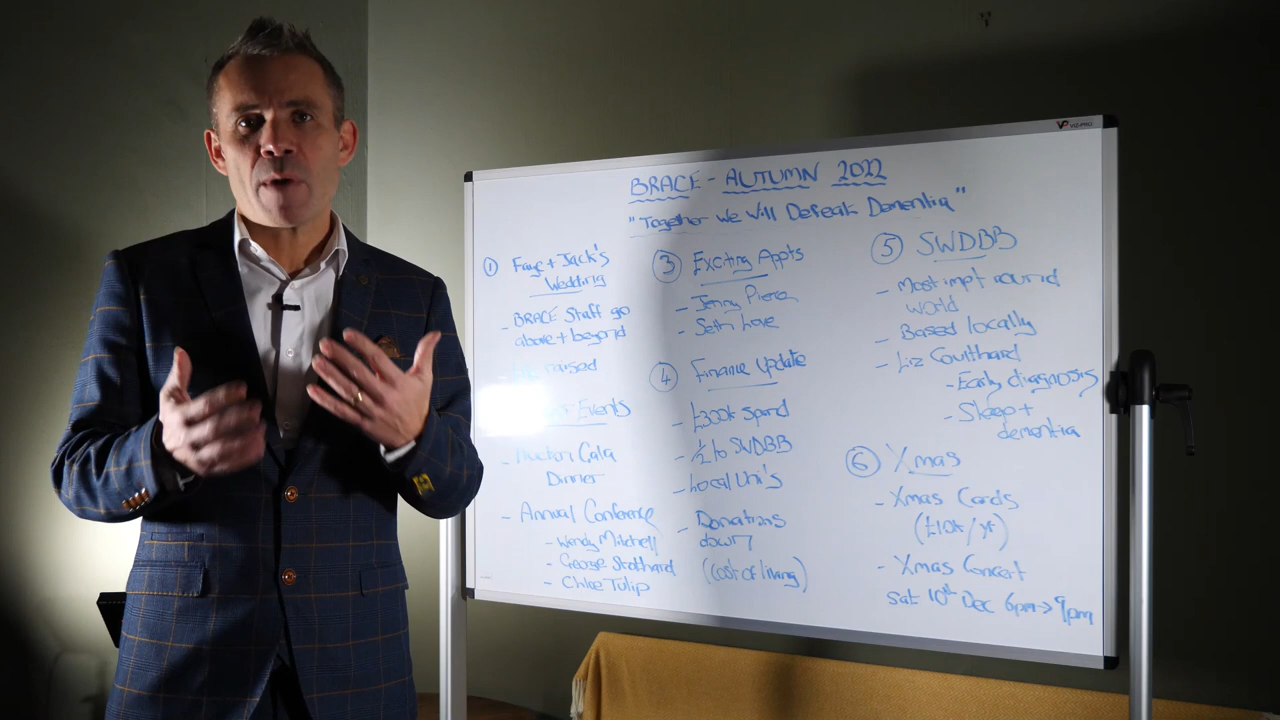 VIZ-PRO
BRACE - AUTUMN 2022
"Together We Will Defeat Dementia"
① Faye + Jack's
Wedding
- BRACE Staff go
above + beyond
raised
Events
- Auction Gala
Dinner
- Annual Conference
- Wendy Mitchell
- George Stothard
- Chloe Tulip
③ Exciting Appts
- Jenny
- Seth Love
④ Finance Update
- £300k spend
- ½ to SWDBB
- Local Uni's
- Donations
down
(cost of living)
⑤ SWDBB
- Most impt around
world
- Based locally
- Liz Coulthard
- Early diagnosis
- Sleep +
dementia
⑥ Xmas
- Xmas Cards
(£10k/yr)
- Xmas Concert
Sat 10th Dec 6pm -> 9pm